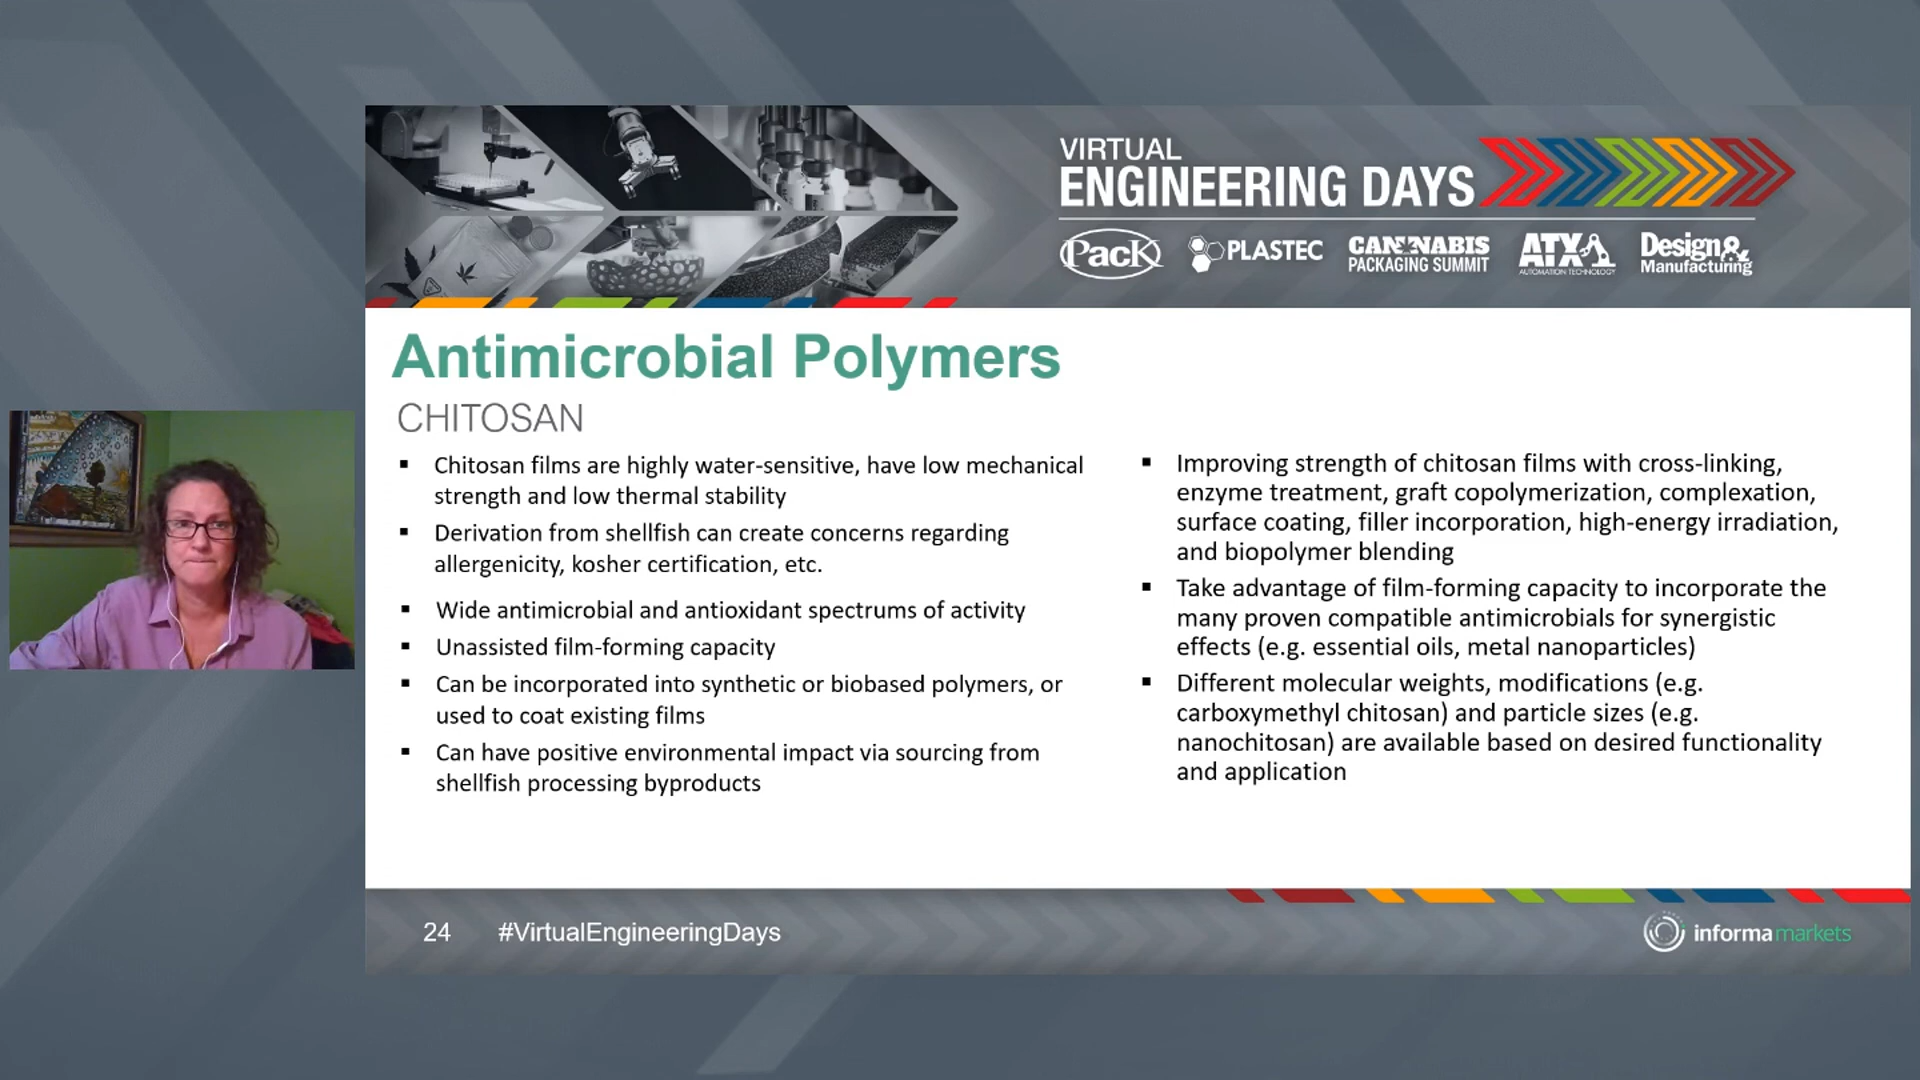 VIRTUAL
ENGINEERING DAYS
PACK
PLASTEC
CANNABIS
PACKAGING SUMMIT
ATX
AUTOMATION TECHNOLOGY
Design&
Manufacturing
Antimicrobial Polymers
CHITOSAN
▪ Chitosan films are highly water-sensitive, have low mechanical
strength and low thermal stability
▪ Derivation from shellfish can create concerns regarding
allergenicity, kosher certification, etc.
▪ Wide antimicrobial and antioxidant spectrums of activity
▪ Unassisted film-forming capacity
▪ Can be incorporated into synthetic or biobased polymers, or
used to coat existing films
▪ Can have positive environmental impact via sourcing from
shellfish processing byproducts
▪ Improving strength of chitosan films with cross-linking,
enzyme treatment, graft copolymerization, complexation,
surface coating, filler incorporation, high-energy irradiation,
and biopolymer blending
▪ Take advantage of film-forming capacity to incorporate the
many proven compatible antimicrobials for synergistic
effects (e.g. essential oils, metal nanoparticles)
▪ Different molecular weights, modifications (e.g.
carboxymethyl chitosan) and particle sizes (e.g.
nanochitosan) are available based on desired functionality
and application
24 #VirtualEngineeringDays
informa markets